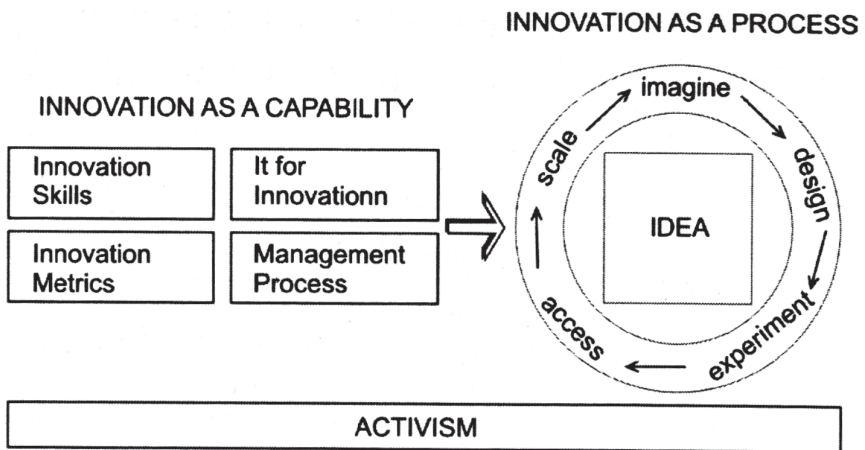 INNOVATION AS A PROCESS
INNOVATION AS A CAPABILITY
Innovation
Skills
It for
Innovationn
Innovation
Metrics
Management
Process
imagine
design
experiment
access
scale
IDEA
ACTIVISM